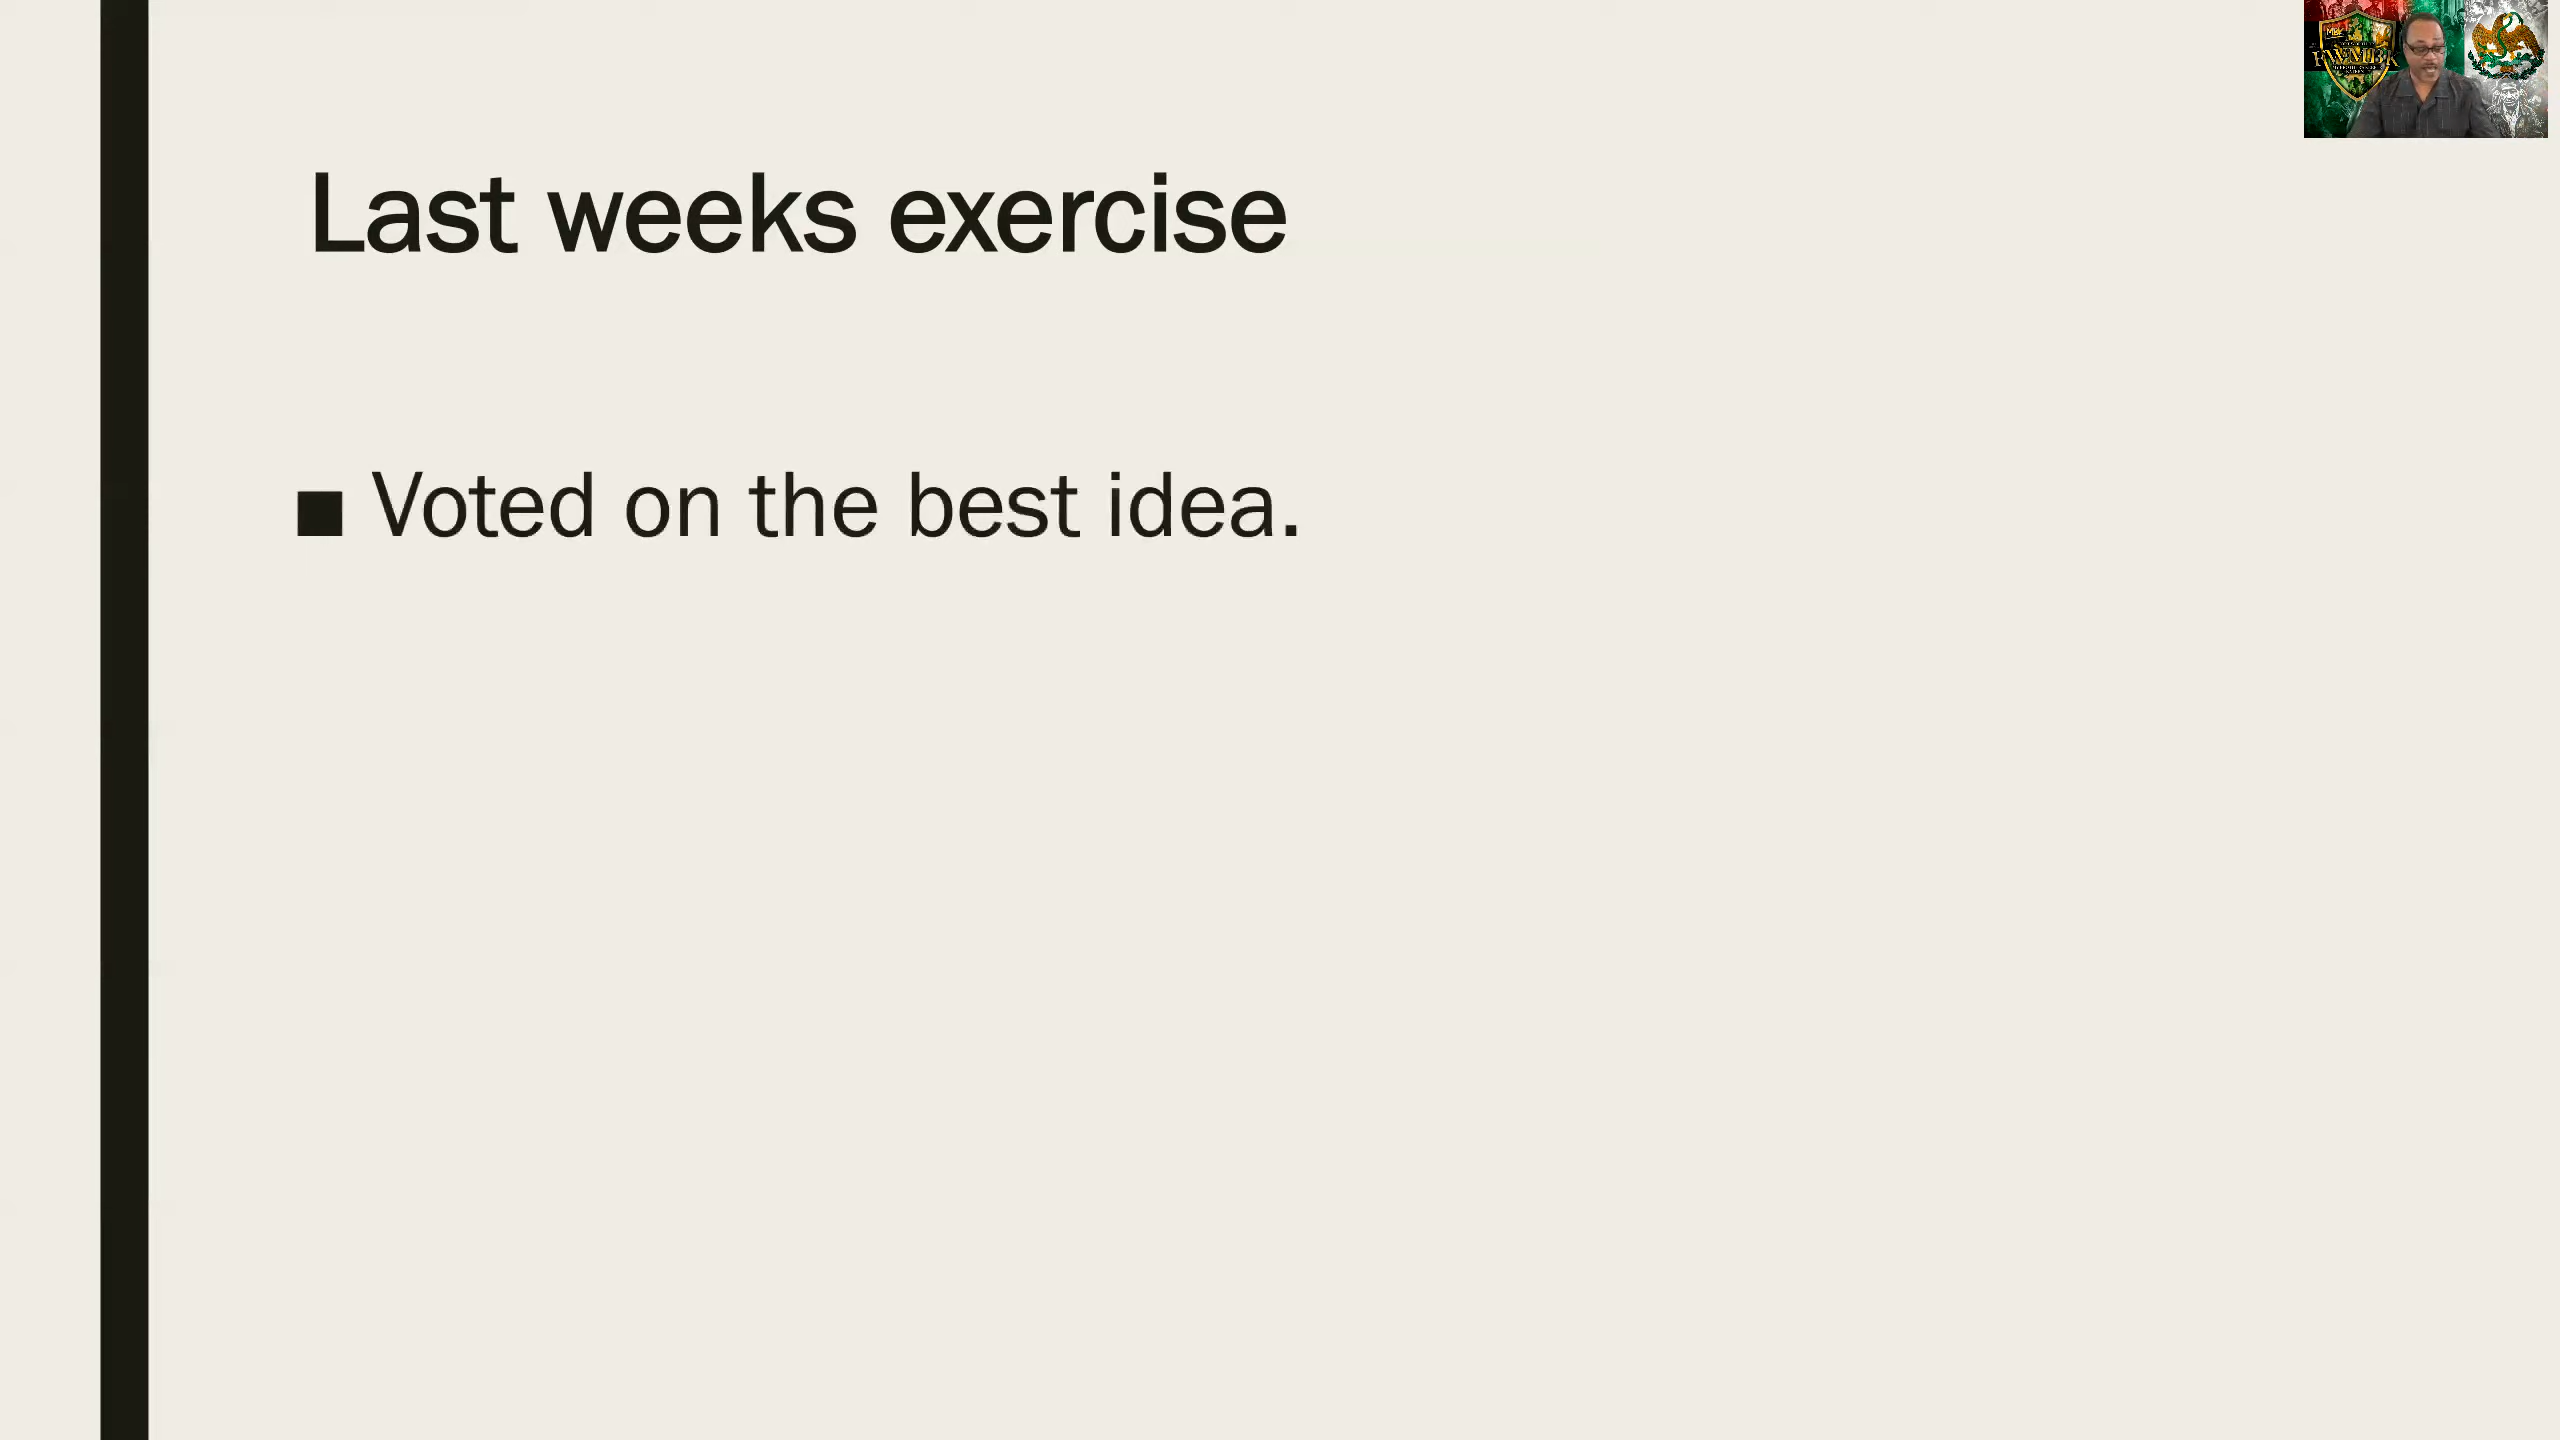 Last weeks exercise
■ Voted on the best idea.